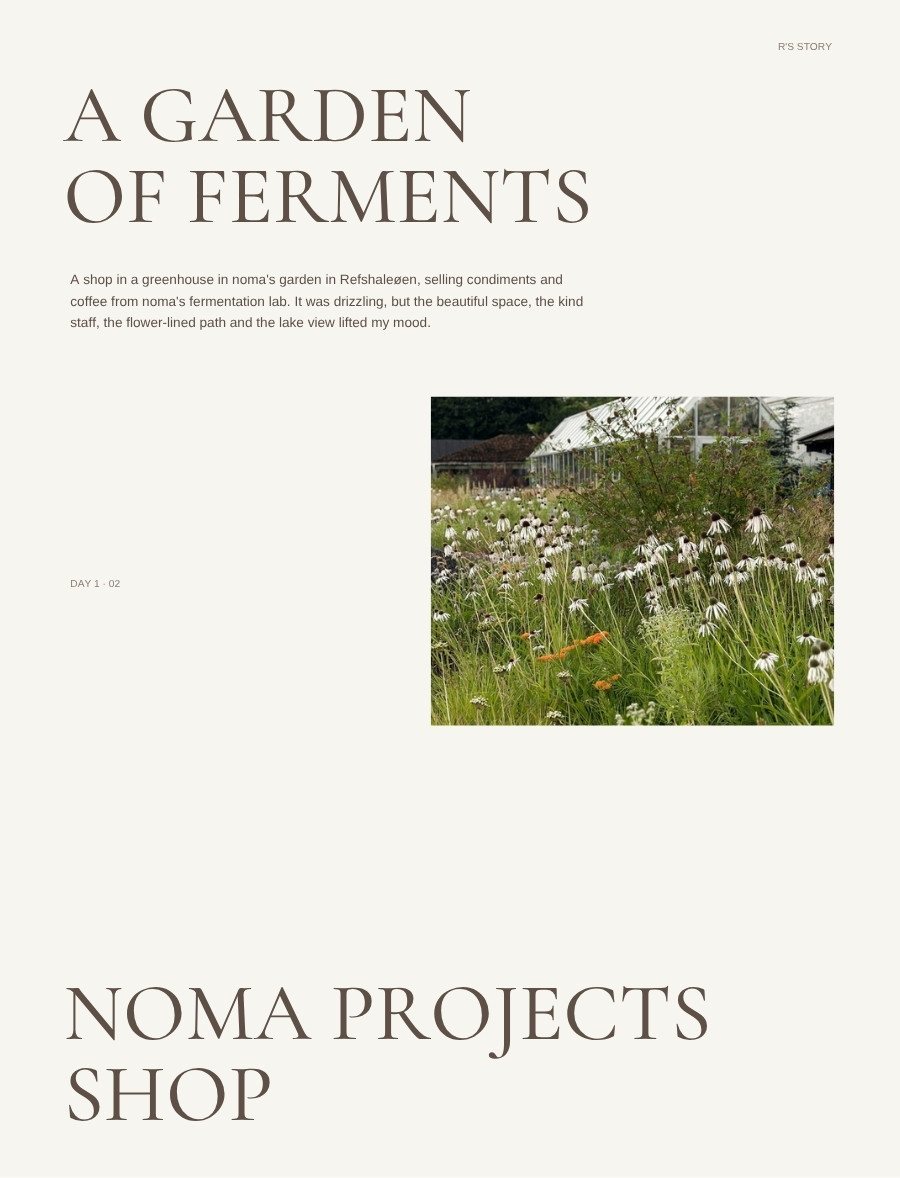 R'S STORY
A GARDEN
OF FERMENTS
A shop in a greenhouse in noma's garden in Refshaleøen, selling condiments and
coffee from noma's fermentation lab. It was drizzling, but the beautiful space, the kind
staff, the flower-lined path and the lake view lifted my mood.
DAY 1 · 02
NOMA PROJECTS
SHOP